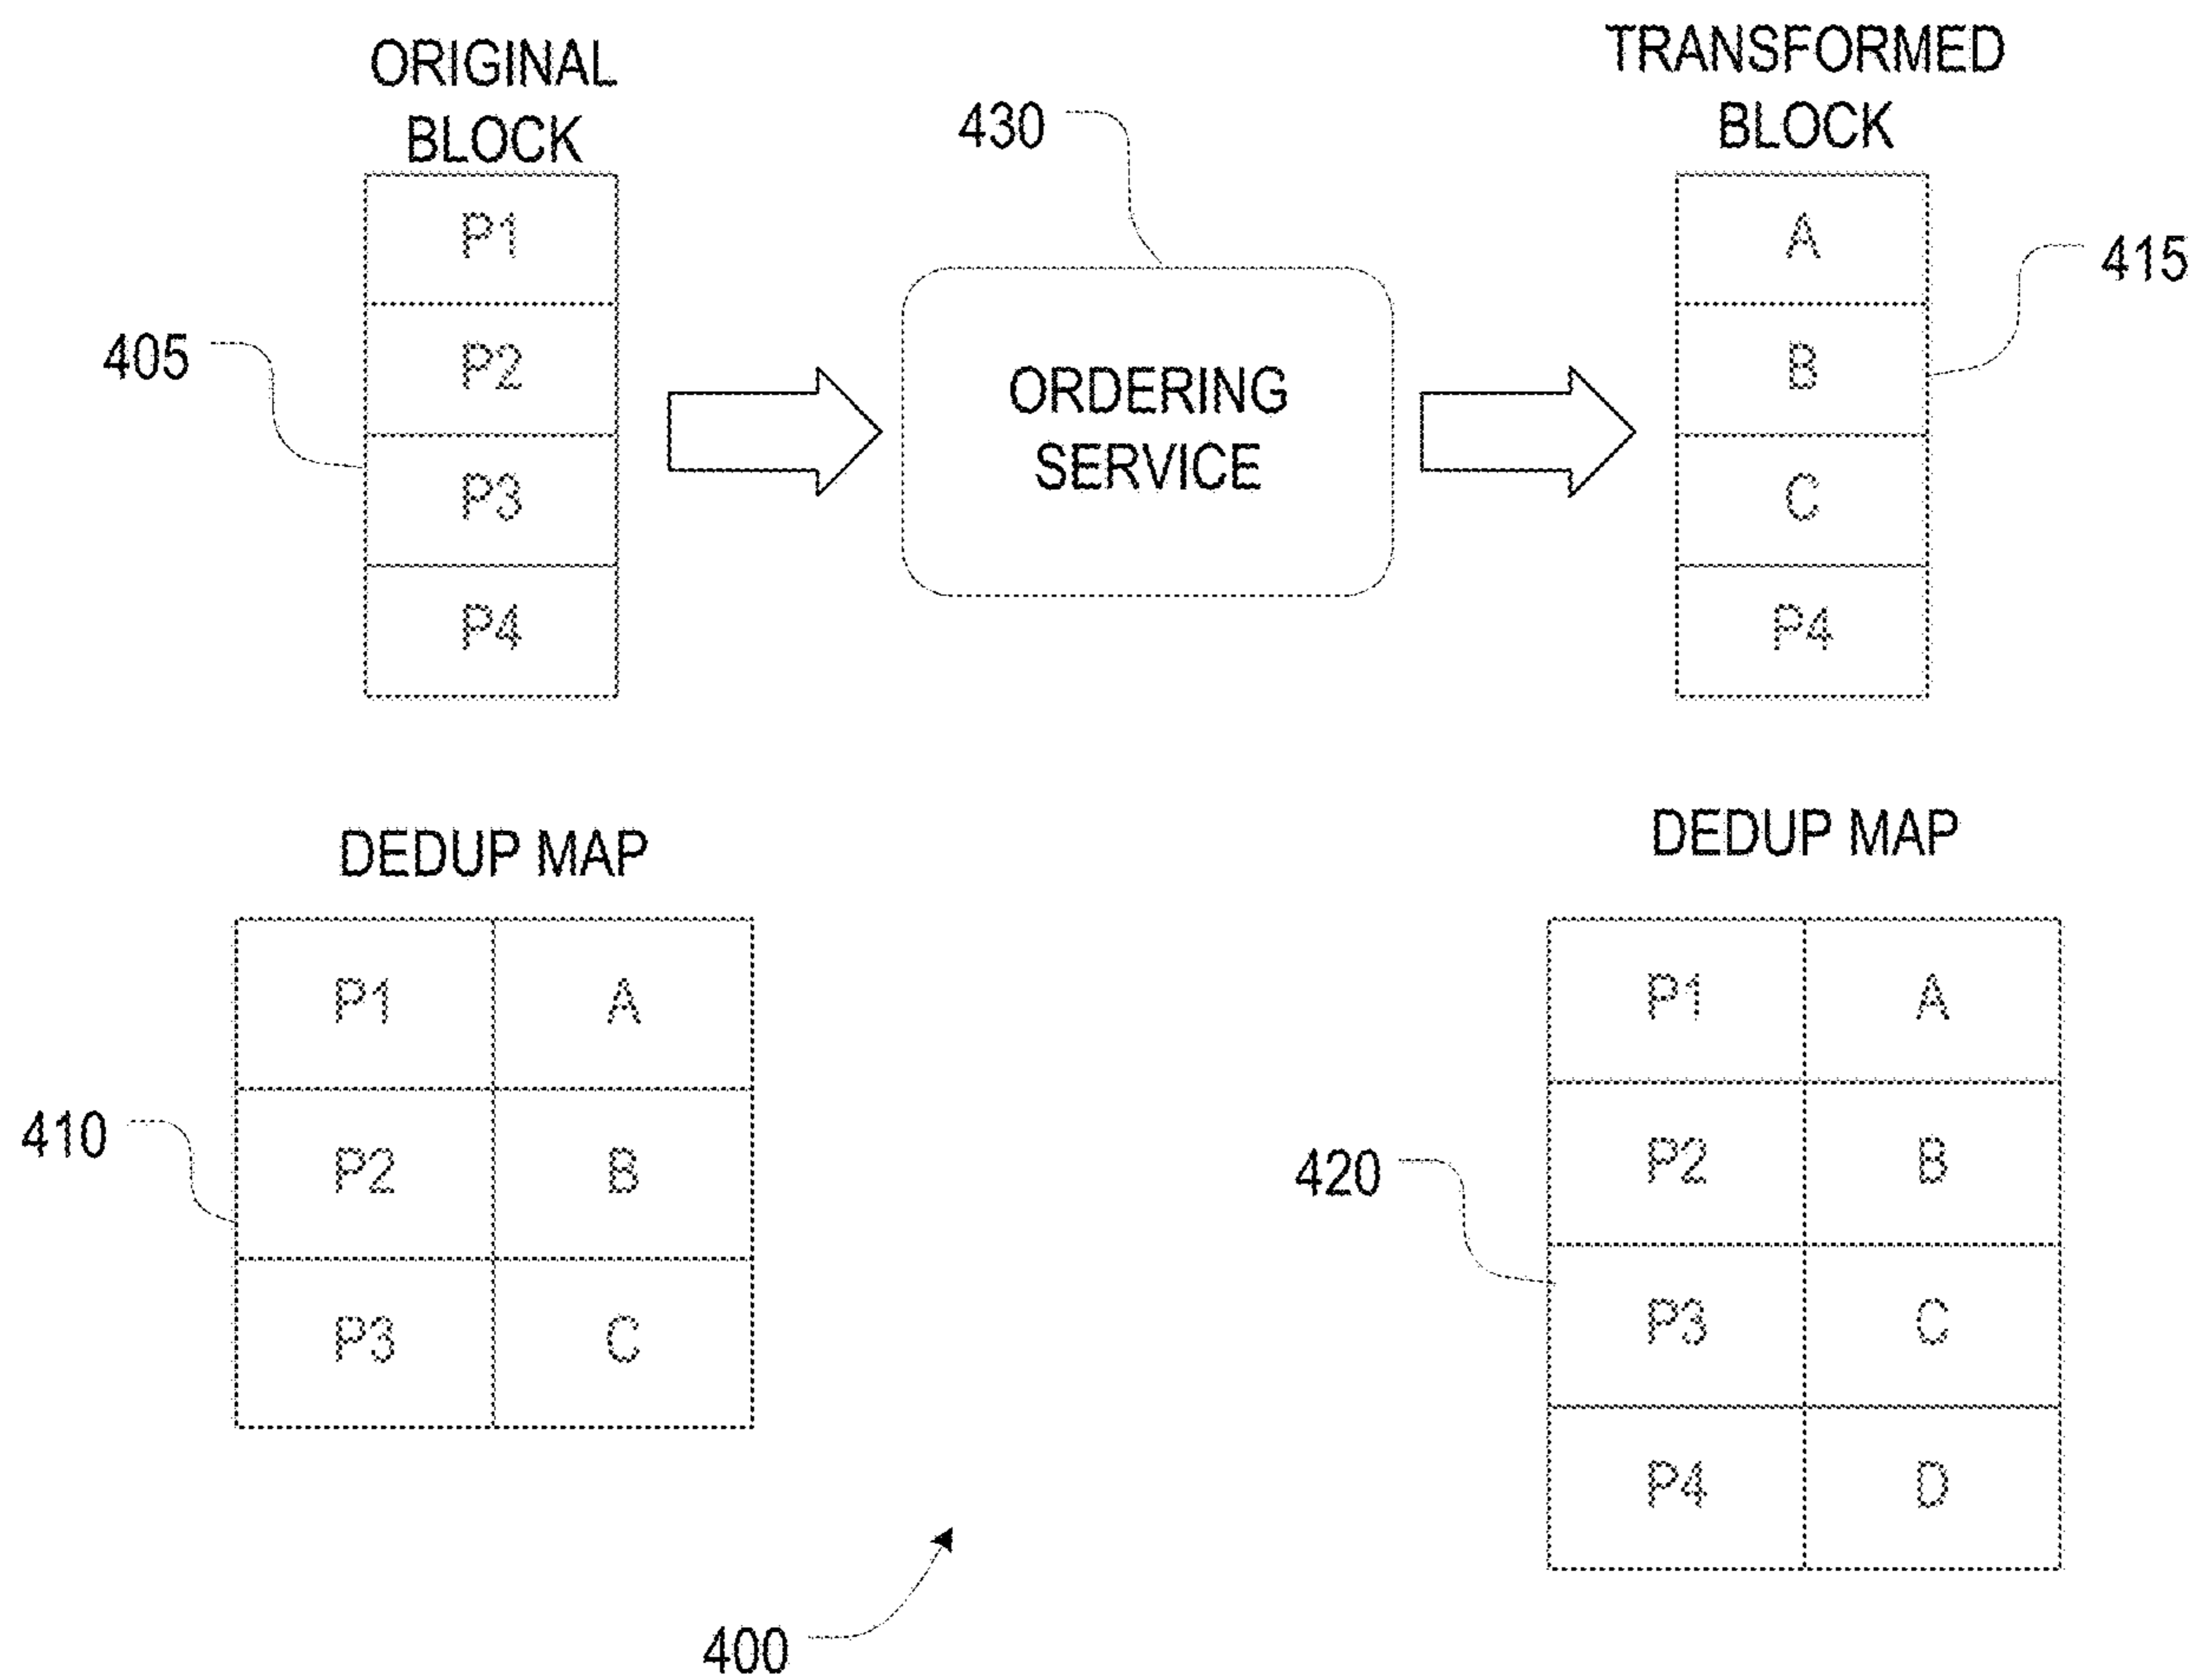 ORIGINAL
BLOCK
P1
P2
P3
P4
405
430
ORDERING
SERVICE
TRANSFORMED
BLOCK
A
B
C
P4
415
DEDUP MAP
P1 A
P2 B
P3 C
410
DEDUP MAP
P1 A
P2 B
P3 C
P4 D
420
400